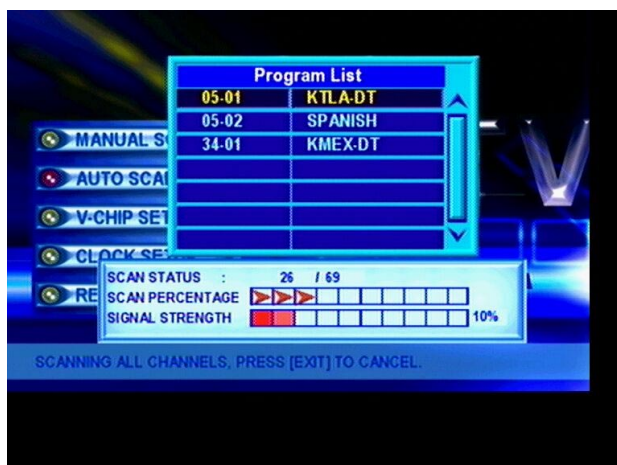 Program List
05-01 KTLA-DT
05-02 SPANISH
34-01 KMEX-DT
MANUAL S
AUTO SCA
V-CHIP SET
CLOCK SE
RE
SCAN STATUS : 26 / 69
SCAN PERCENTAGE
SIGNAL STRENGTH 10%
SCANNING ALL CHANNELS, PRESS [EXIT] TO CANCEL.